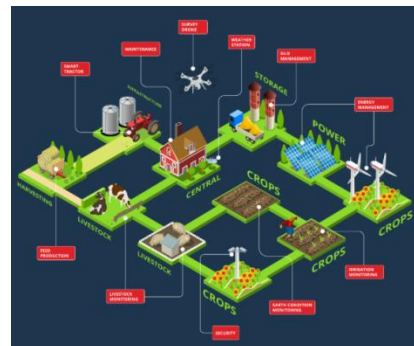 SURVEY
DRONE
WEATHER
STATION
MAINTENANCE
SILO
MANAGEMENT
SMART
TRACTOR
STORAGE
INFRASTRUCTURE
ENERGY
MANAGEMENT
POWER
HARVESTING
CENTRAL
CROPS
LIVESTOCK
CROPS
FEED
PRODUCTION
LIVESTOCK
CROPS
LIVESTOCK
MONITORING
CROPS
IRRIGATION
MONITORING
EARTH CONDITION
MONITORING
SECURITY